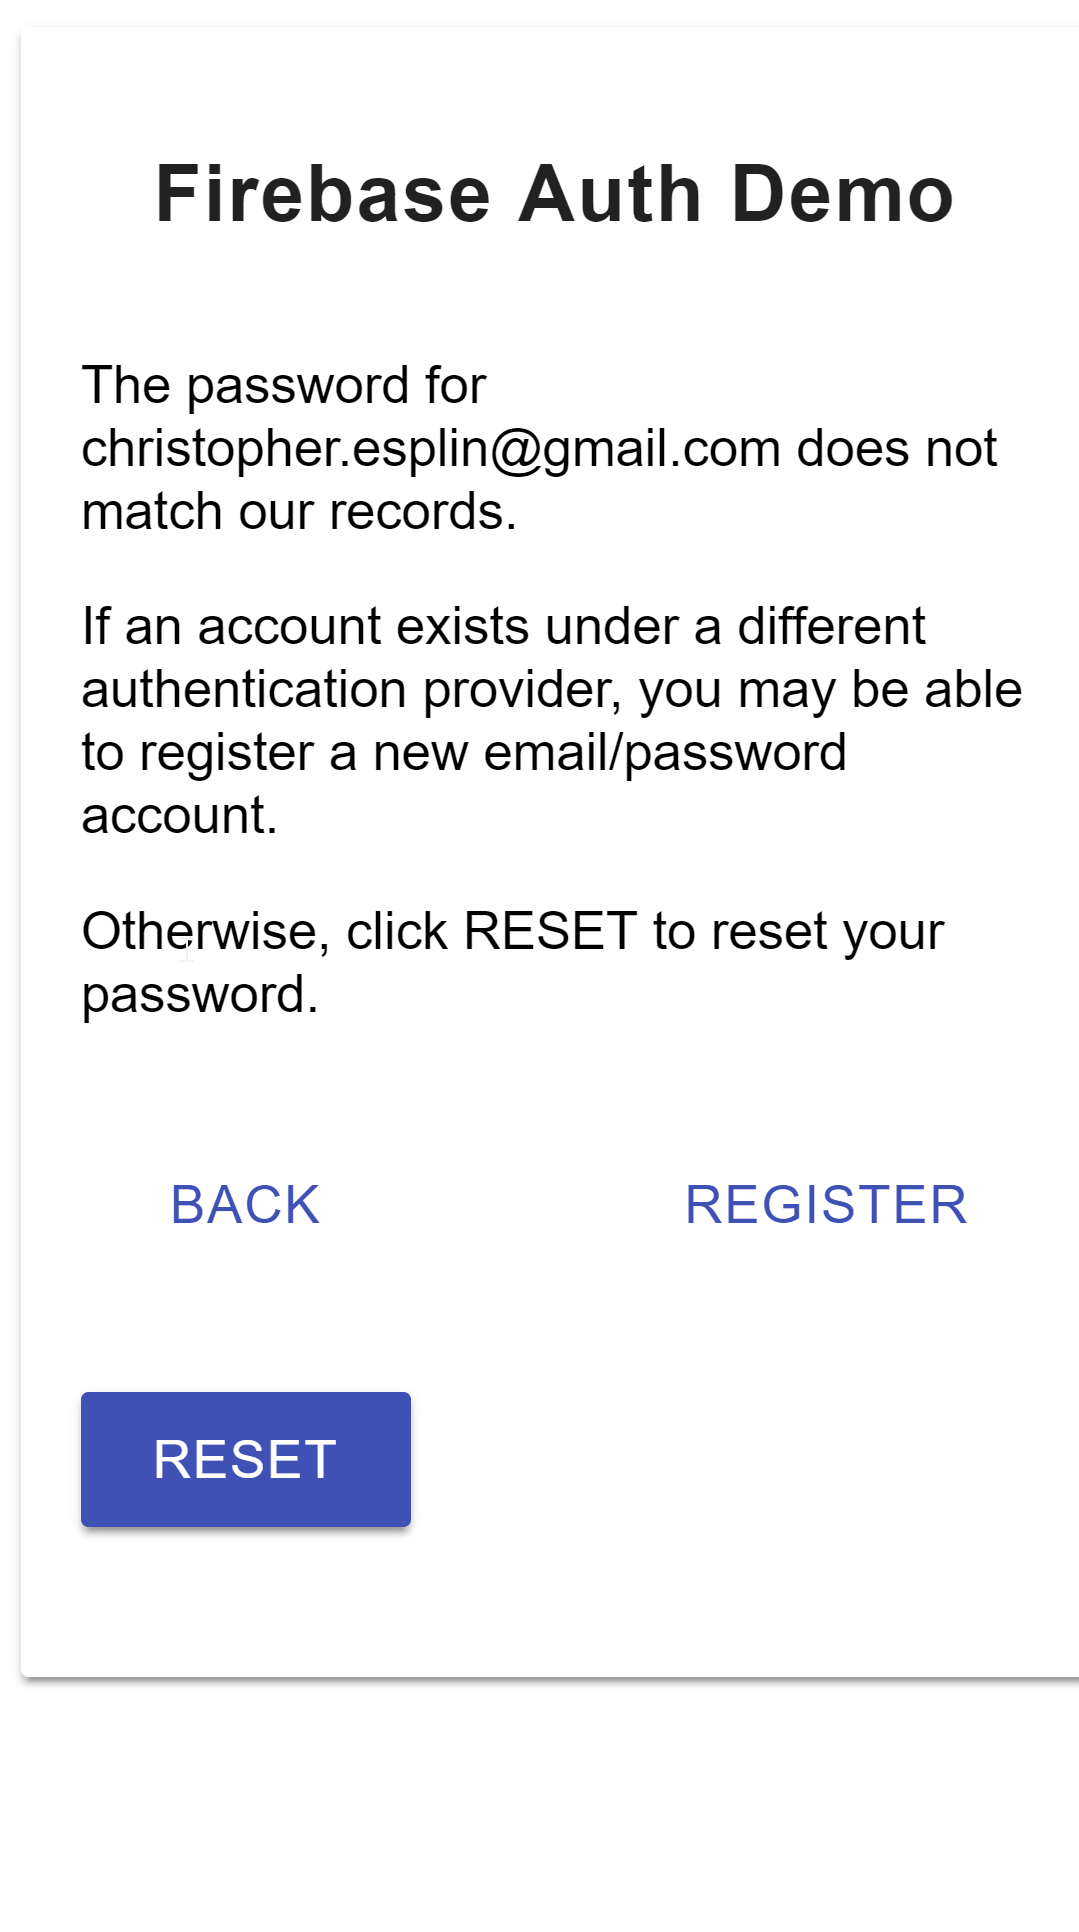 Firebase Auth Demo
The password for
christopher.esplin@gmail.com does not
match our records.
If an account exists under a different
authentication provider, you may be able
to register a new email/password
account.
Otherwise, click RESET to reset your
password.
BACK
REGISTER
RESET